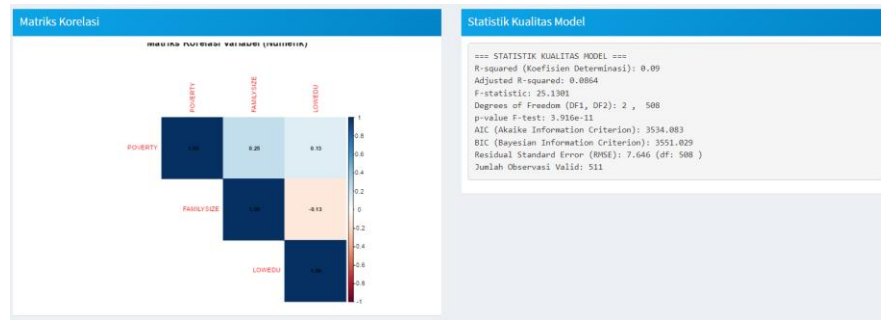 Matriks Korelasi
Matriks Korelasi Variabel (Numerik)
POVERTY
FAMILYSIZE
LOWEDU
POVERTY
0.25
0.13
FAMILYSIZE
-0.13
LOWEDU
1
0.8
0.6
0.4
0.2
0
-0.2
-0.4
-0.6
-0.8
-1
Statistik Kualitas Model
=== STATISTIK KUALITAS MODEL ===
R-squared (Koefisien Determinasi): 0.09
Adjusted R-squared: 0.0864
F-statistic: 25.1301
Degrees of Freedom (DF1, DF2): 2 , 508
p-value F-test: 3.916e-11
AIC (Akaike Information Criterion): 3534.083
BIC (Bayesian Information Criterion): 3551.029
Residual Standard Error (RMSE): 7.646 (df: 508 )
Jumlah Observasi Valid: 511